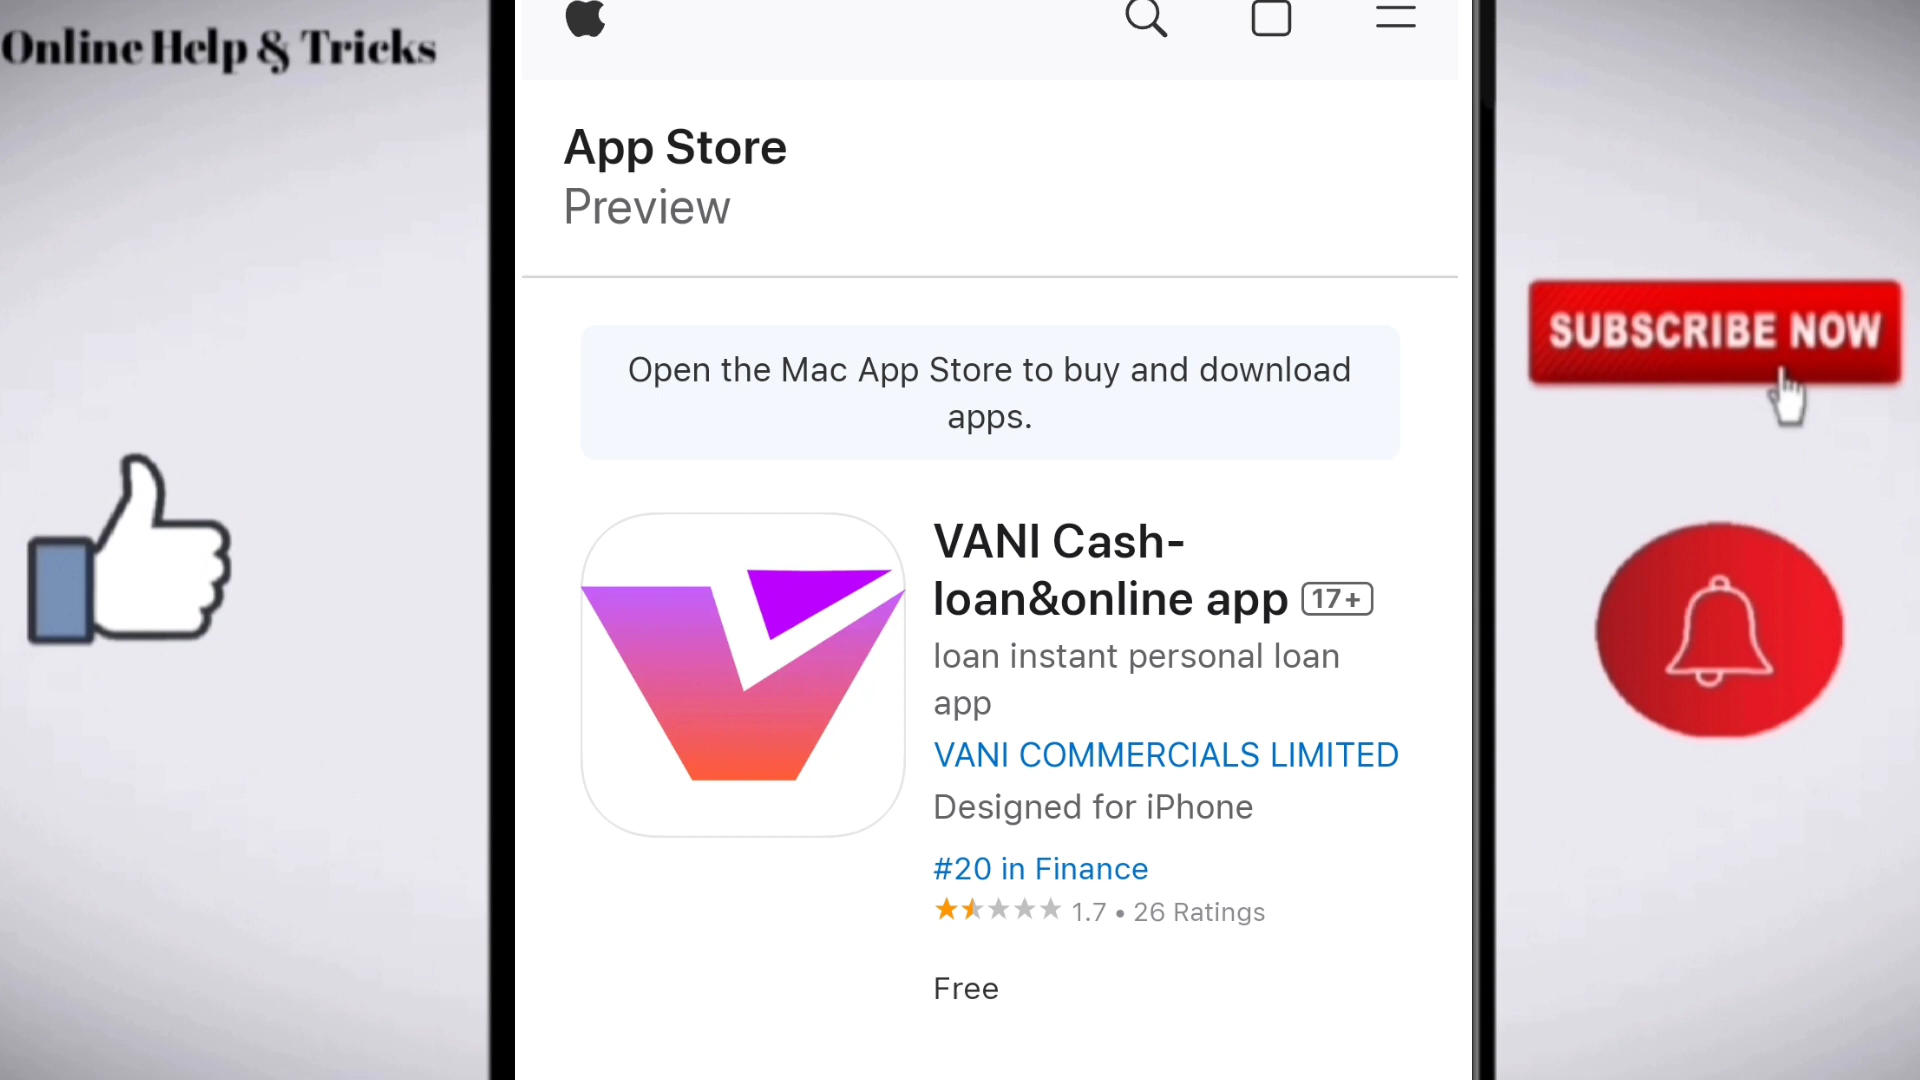 Online Help & Tricks
App Store
Preview
Open the Mac App Store to buy and download
apps.
VANI Cash-
loan&online app 17+
loan instant personal loan
app
VANI COMMERCIALS LIMITED
Designed for iPhone
#20 in Finance
1.7 • 26 Ratings
Free
SUBSCRIBE NOW